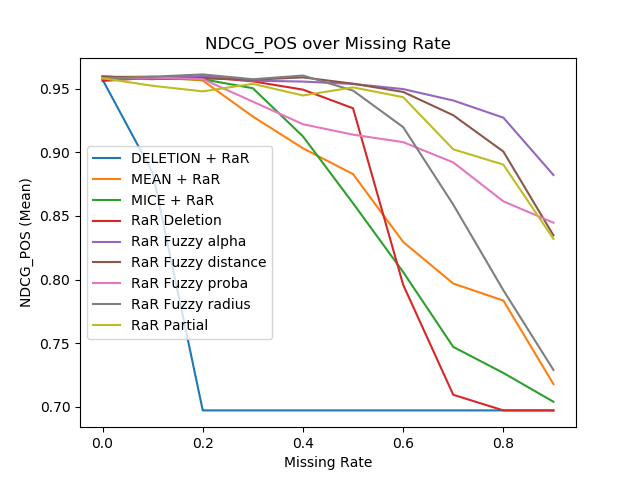 NDCG_POS over Missing Rate
NDCG_POS (Mean)
0.95
0.90
0.85
0.80
0.75
0.70
DELETION + RaR
MEAN + RaR
MICE + RaR
RaR Deletion
RaR Fuzzy alpha
RaR Fuzzy distance
RaR Fuzzy proba
RaR Fuzzy radius
RaR Partial
0.0 0.2 0.4 0.6 0.8
Missing Rate